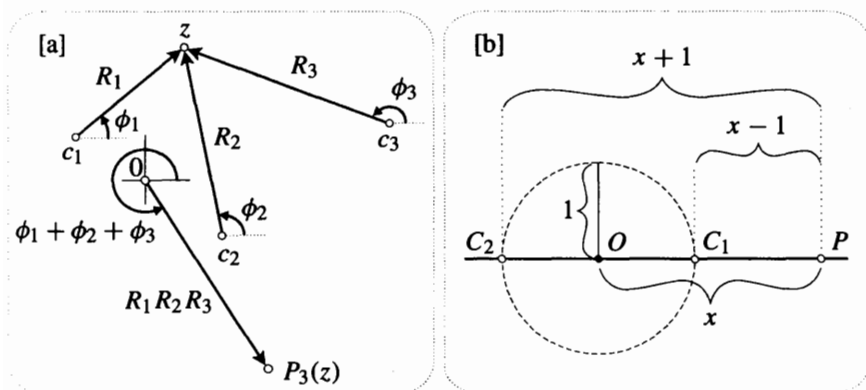 [a]
z
R₁
R₃
ϕ₃
ϕ₁
R₂
c₁
c₃
0
ϕ₂
ϕ₁ + ϕ₂ + ϕ₃
c₂
R₁R₂R₃
P₃(z)
[b]
x + 1
x − 1
1
C₂
O
C₁
P
x